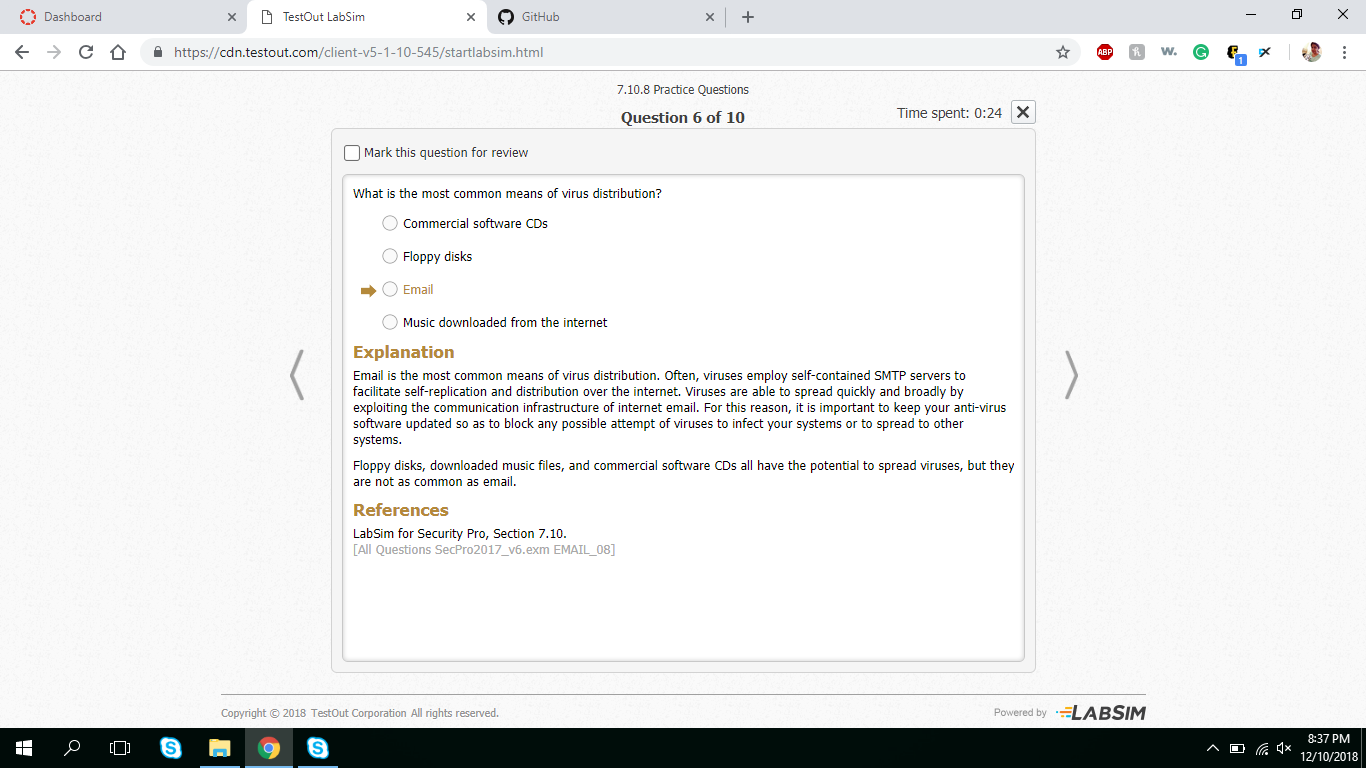 Dashboard
TestOut LabSim
GitHub
https://cdn.testout.com/client-v5-1-10-545/startlabsim.html
ABP
w.
1
7.10.8 Practice Questions
Question 6 of 10
Time spent: 0:24
Mark this question for review
What is the most common means of virus distribution?
Commercial software CDs
Floppy disks
Email
Music downloaded from the internet
Explanation
Email is the most common means of virus distribution. Often, viruses employ self-contained SMTP servers to
facilitate self-replication and distribution over the internet. Viruses are able to spread quickly and broadly by
exploiting the communication infrastructure of internet email. For this reason, it is important to keep your anti-virus
software updated so as to block any possible attempt of viruses to infect your systems or to spread to other
systems.
Floppy disks, downloaded music files, and commercial software CDs all have the potential to spread viruses, but they
are not as common as email.
References
LabSim for Security Pro, Section 7.10.
[All Questions SecPro2017_v6.exm EMAIL_08]
Copyright © 2018 TestOut Corporation All rights reserved.
Powered by LABSIM
8:37 PM
12/10/2018